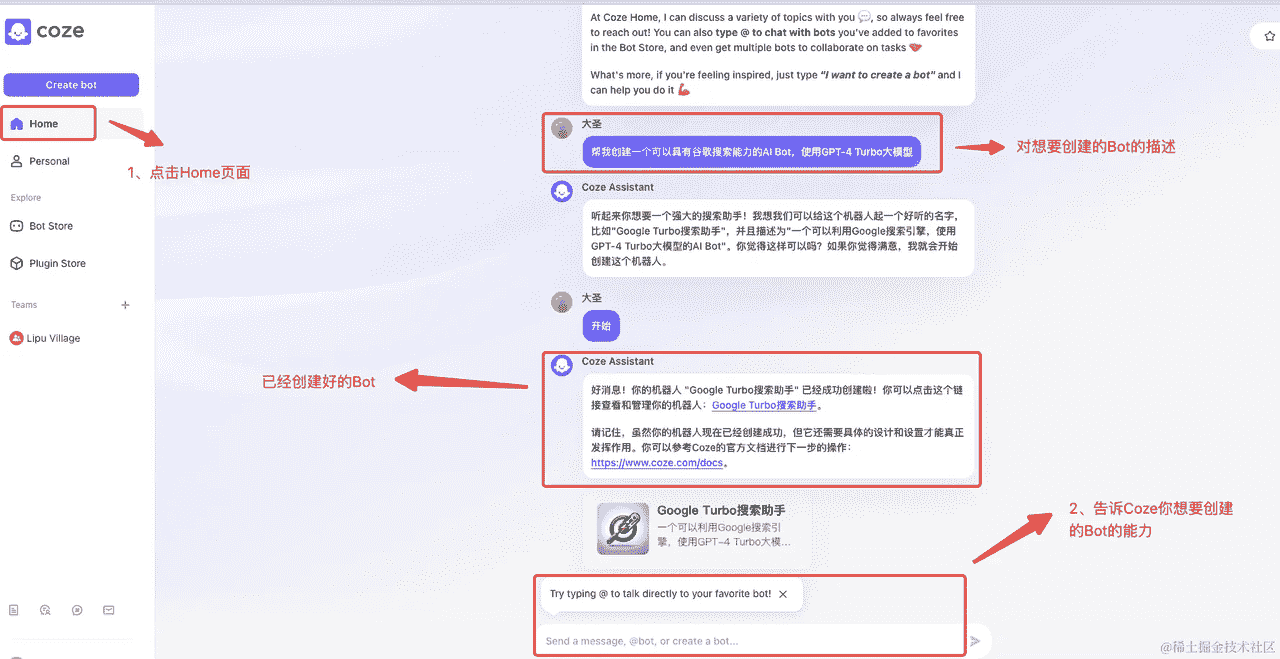 coze
Create bot
Home
1、点击Home页面
Personal
Explore
Bot Store
Plugin Store
Teams
Lipu Village
At Coze Home, I can discuss a variety of topics with you 💬, so always feel free
to reach out! You can also type @ to chat with bots you've added to favorites
in the Bot Store, and even get multiple bots to collaborate on tasks 🤝
What's more, if you're feeling inspired, just type "I want to create a bot" and I
can help you do it 💪
大圣
帮我创建一个可以具有谷歌搜索能力的AI Bot，使用GPT-4 Turbo大模型
对想要创建的Bot的描述
Coze Assistant
听起来你想要一个强大的搜索助手！我想我们可以给这个机器人起一个好听的名字，
比如"Google Turbo搜索助手"，并且描述为"一个可以利用Google搜索引擎，使用
GPT-4 Turbo大模型的AI Bot"。你觉得这样可以吗？如果你觉得满意，我就会开始
创建这个机器人。
大圣
开始
已经创建好的Bot
Coze Assistant
好消息！你的机器人 "Google Turbo搜索助手" 已经成功创建啦！你可以点击这个链
接查看和管理你的机器人：Google Turbo搜索助手。
请记住，虽然你的机器人现在已经创建成功，但它还需要具体的设计和设置才能真正
发挥作用。你可以参考Coze的官方文档进行下一步的操作：
https://www.coze.com/docs。
Google Turbo搜索助手
一个可以利用Google搜索引
擎，使用GPT-4 Turbo大模...
2、告诉Coze你想要创建
的Bot的能力
Try typing @ to talk directly to your favorite bot!
Send a message, @bot, or create a bot...
@稀土掘金技术社区